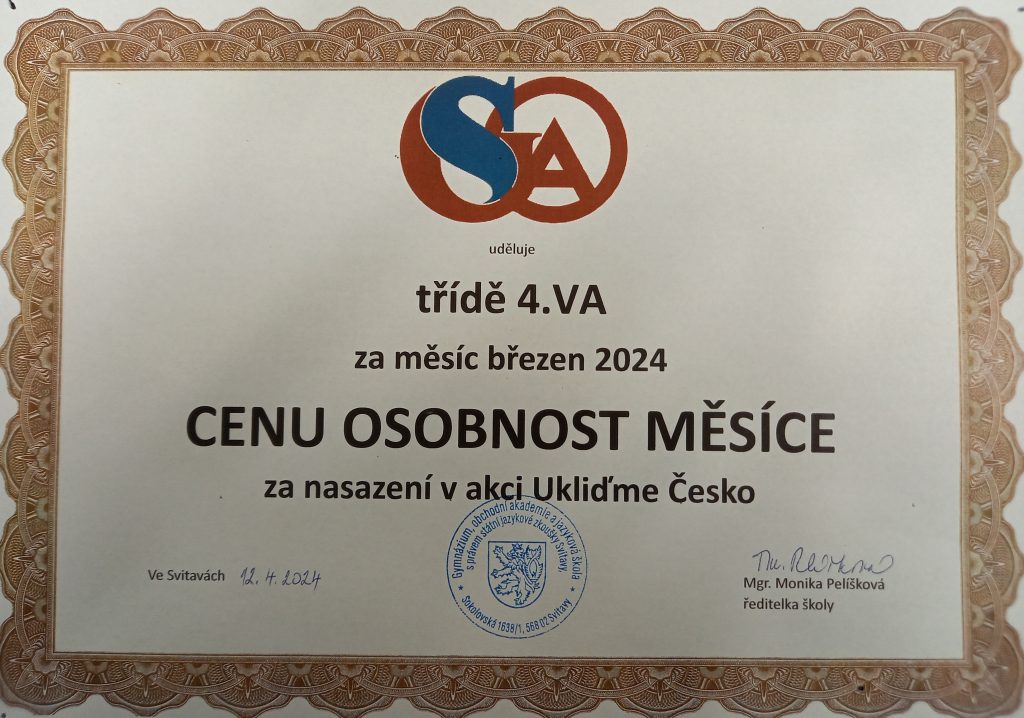 SGOA
uděluje
třídě 4.VA
za měsíc březen 2024
CENU OSOBNOST MĚSÍCE
za nasazení v akci Ukliďme Česko
Gymnázium, obchodní akademie a jazyková škola
s právem státní jazykové zkoušky Svitavy,
* Sokolovská 1638/1, 568 02 Svitavy *
Ve Svitavách 12. 4. 2024
Mgr. Monika Pelíšková
ředitelka školy